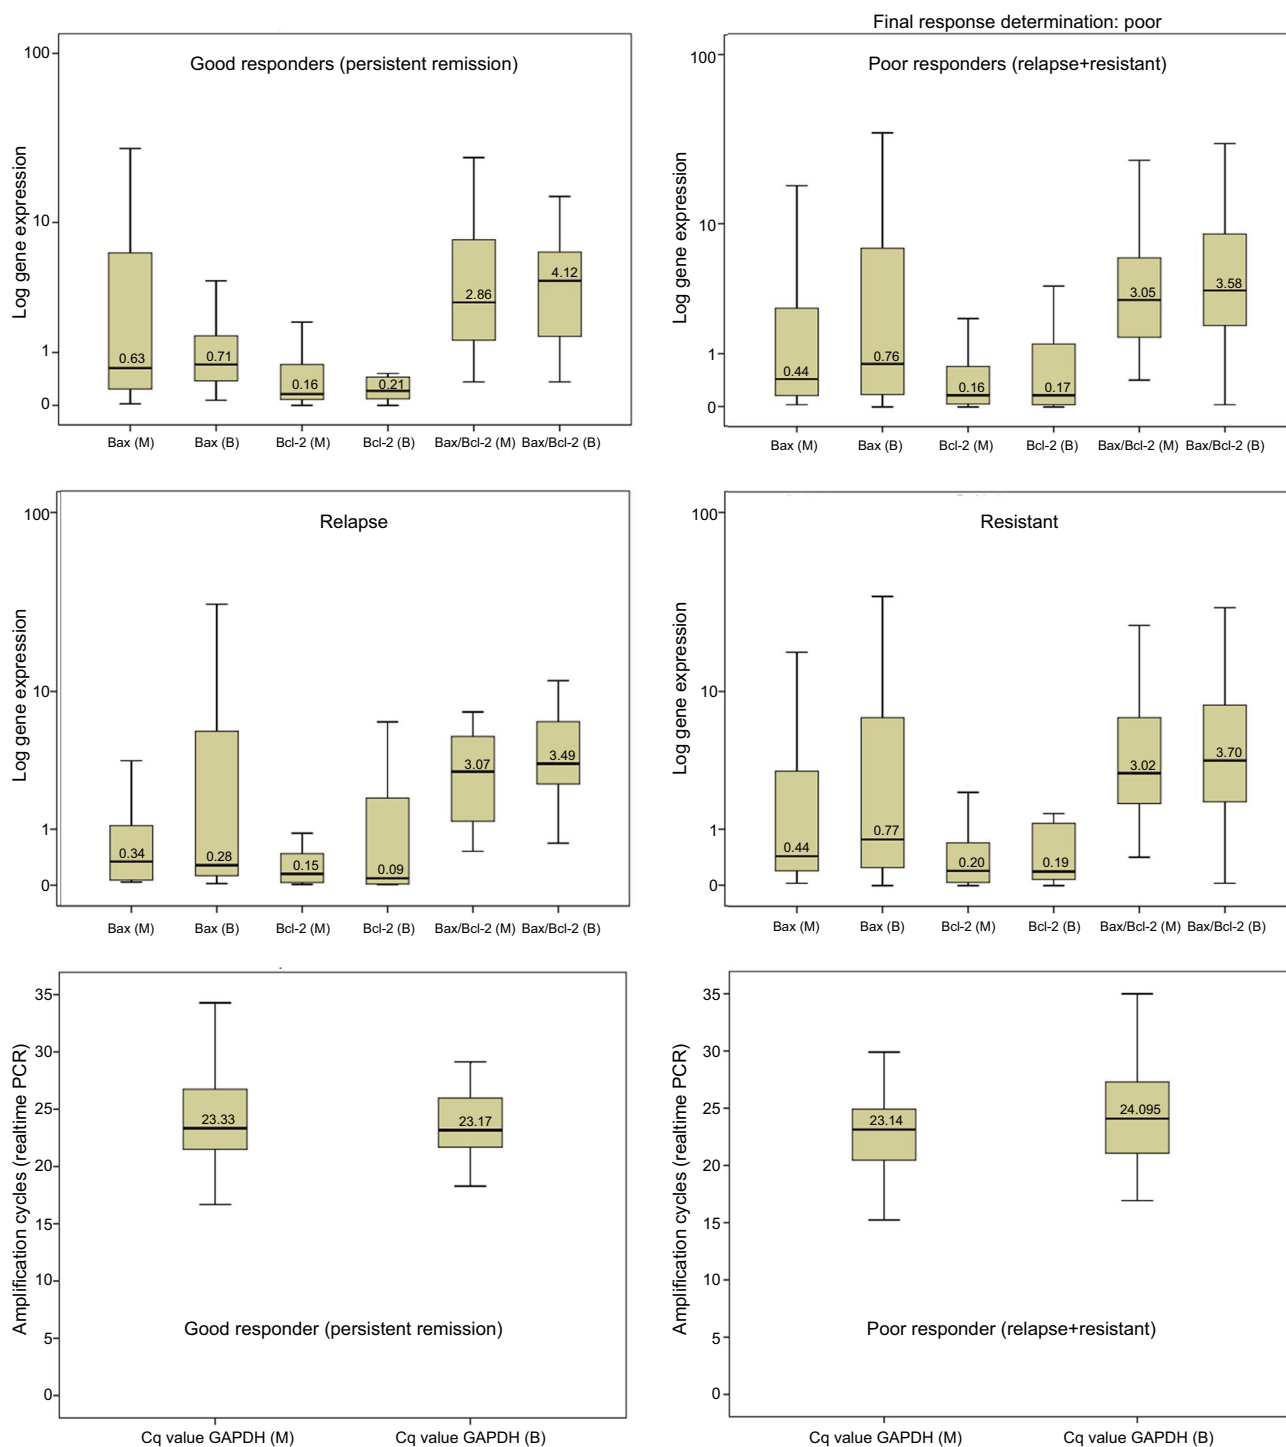 Final response determination: poor
Good responders (persistent remission)
Log gene expression
100
10
1
0
0.63
0.71
0.16
0.21
2.86
4.12
Bax (M)
Bax (B)
Bcl-2 (M)
Bcl-2 (B)
Bax/Bcl-2 (M)
Bax/Bcl-2 (B)
Poor responders (relapse+resistant)
Log gene expression
100
10
1
0
0.44
0.76
0.16
0.17
3.05
3.58
Bax (M)
Bax (B)
Bcl-2 (M)
Bcl-2 (B)
Bax/Bcl-2 (M)
Bax/Bcl-2 (B)
Relapse
Log gene expression
100
10
1
0
0.34
0.28
0.15
0.09
3.07
3.49
Bax (M)
Bax (B)
Bcl-2 (M)
Bcl-2 (B)
Bax/Bcl-2 (M)
Bax/Bcl-2 (B)
Resistant
Log gene expression
100
10
1
0
0.44
0.77
0.20
0.19
3.02
3.70
Bax (M)
Bax (B)
Bcl-2 (M)
Bcl-2 (B)
Bax/Bcl-2 (M)
Bax/Bcl-2 (B)
Amplification cycles (realtime PCR)
35
30
25
20
15
10
5
0
23.33
23.17
Good responder (persistent remission)
Cq value GAPDH (M)
Cq value GAPDH (B)
Amplification cycles (realtime PCR)
35
30
25
20
15
10
5
0
23.14
24.095
Poor responder (relapse+resistant)
Cq value GAPDH (M)
Cq value GAPDH (B)